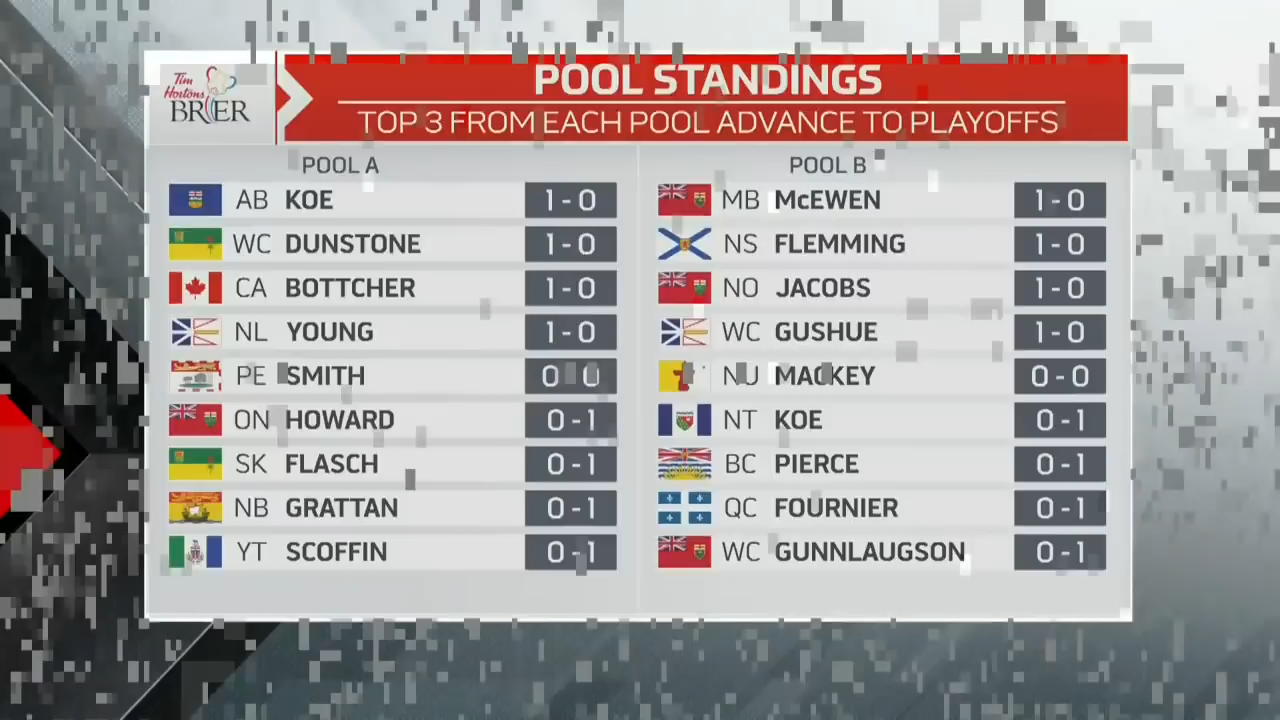 Tim
Hortons
BRIER
POOL STANDINGS
TOP 3 FROM EACH POOL ADVANCE TO PLAYOFFS
POOL A
AB KOE 1 - 0
WC DUNSTONE 1 - 0
CA BOTTCHER 1 - 0
NL YOUNG 1 - 0
PE SMITH 0 0
ON HOWARD 0 - 1
SK FLASCH 0 - 1
NB GRATTAN 0 - 1
YT SCOFFIN 0 - 1
POOL B
MB McEWEN 1 - 0
NS FLEMMING 1 - 0
NO JACOBS 1 - 0
WC GUSHUE 1 - 0
NU MACKEY 0 - 0
NT KOE 0 - 1
BC PIERCE 0 - 1
QC FOURNIER 0 - 1
WC GUNNLAUGSON 0 - 1